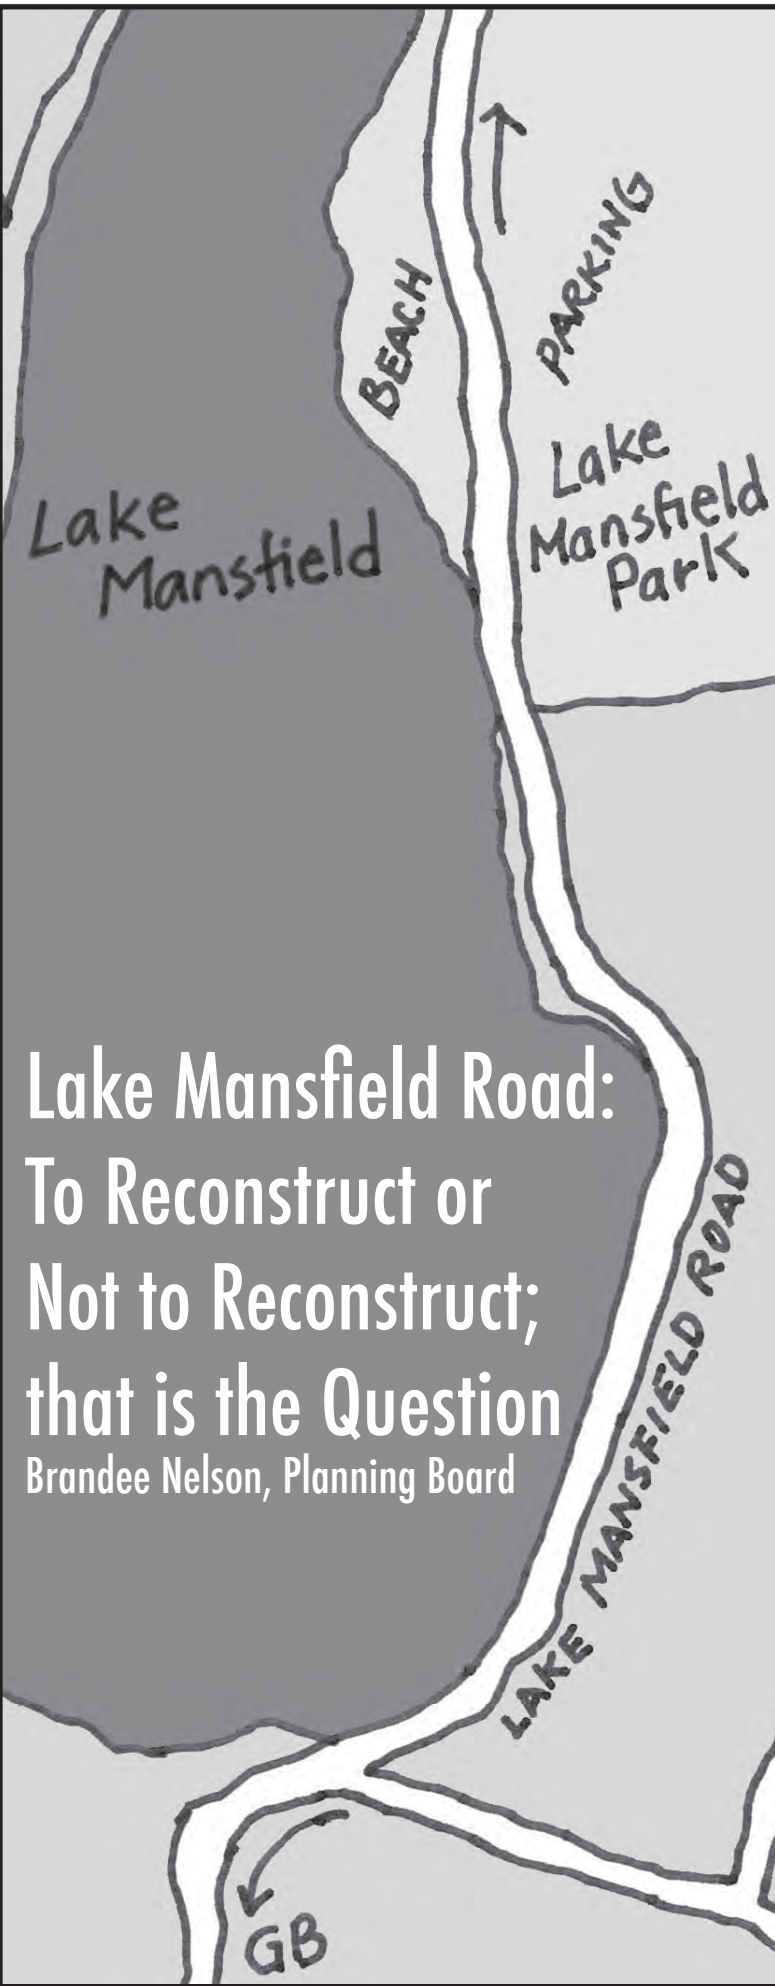 PARKING
BEACH
Lake
Mansfield
Park
Lake
Mansfield
Lake Mansfield Road:
To Reconstruct or
Not to Reconstruct;
that is the Question
Brandee Nelson, Planning Board
LAKE MANSFIELD ROAD
GB